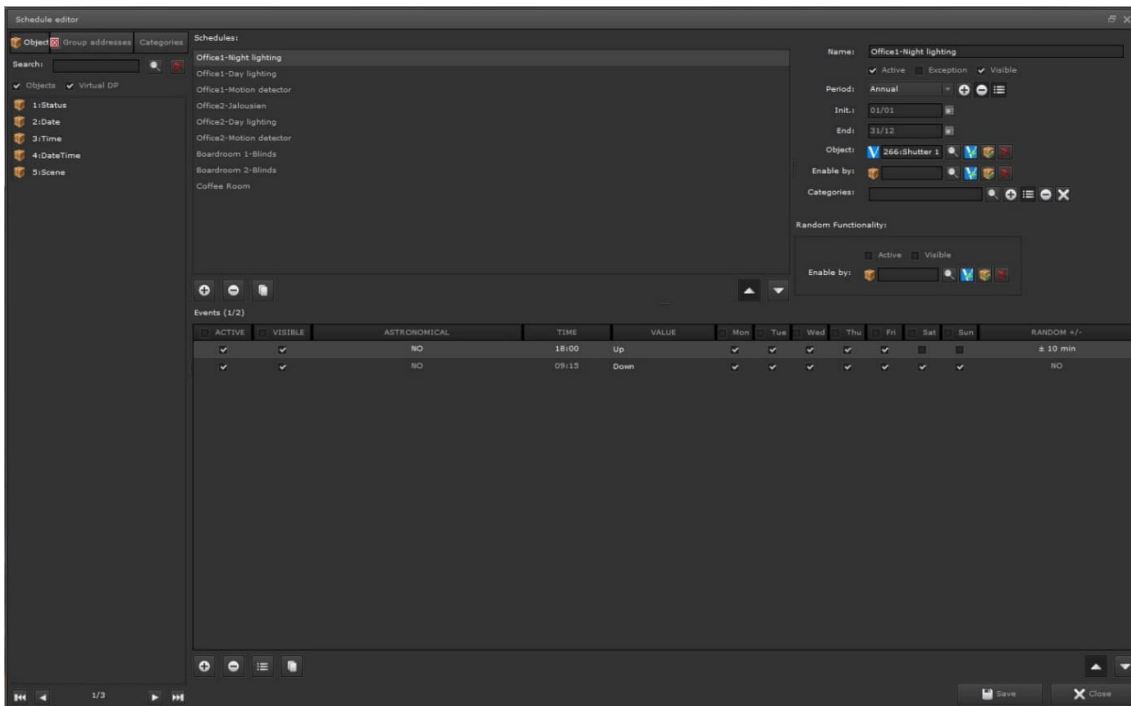 Schedule editor
Object Group addresses Categories
Search:
Objects Virtual DP
1:Status
2:Date
3:Time
4:DateTime
5:Scene
1/3
Schedules:
Office1-Night lighting
Office1-Day lighting
Office1-Motion detector
Office2-Jalousien
Office2-Day lighting
Office2-Motion detector
Boardroom 1-Blinds
Boardroom 2-Blinds
Coffee Room
Name: Office1-Night lighting
Active Exception Visible
Period: Annual
Init.: 01/01
End: 31/12
Object: 266:Shutter 1
Enable by:
Categories:
Random Functionality:
Active Visible
Enable by:
Events (1/2)
ACTIVE VISIBLE ASTRONOMICAL TIME VALUE Mon Tue Wed Thu Fri Sat Sun RANDOM +/-
NO 18:00 Up ± 10 min
NO 09:15 Down NO
Save Close